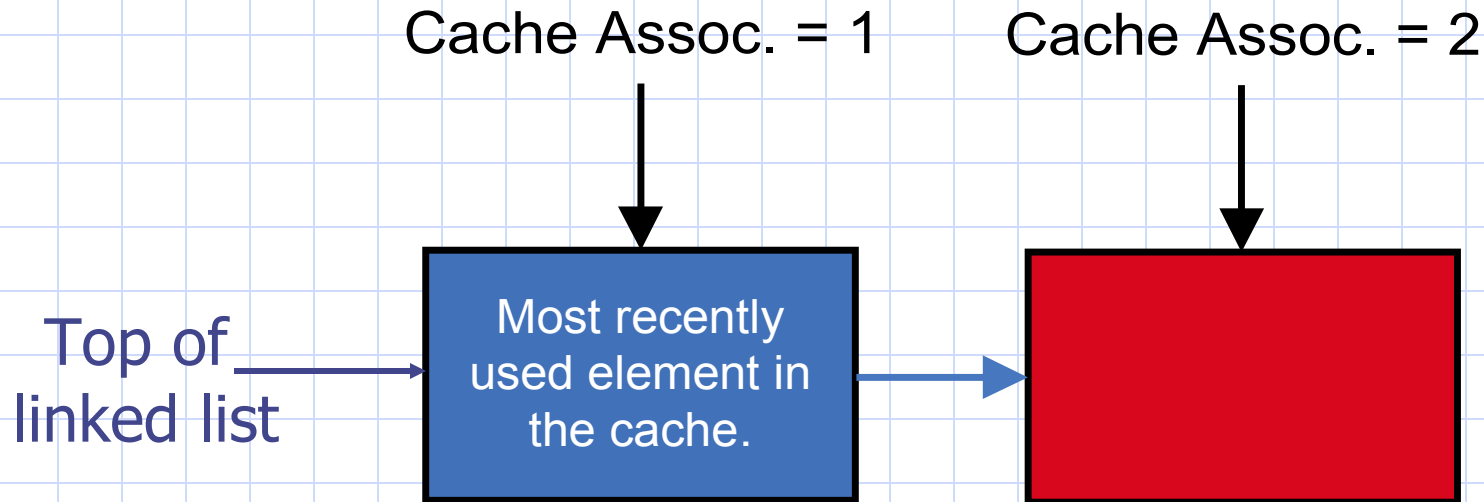 Cache Assoc. = 1
Cache Assoc. = 2
Top of
linked list
Most recently
used element in
the cache.